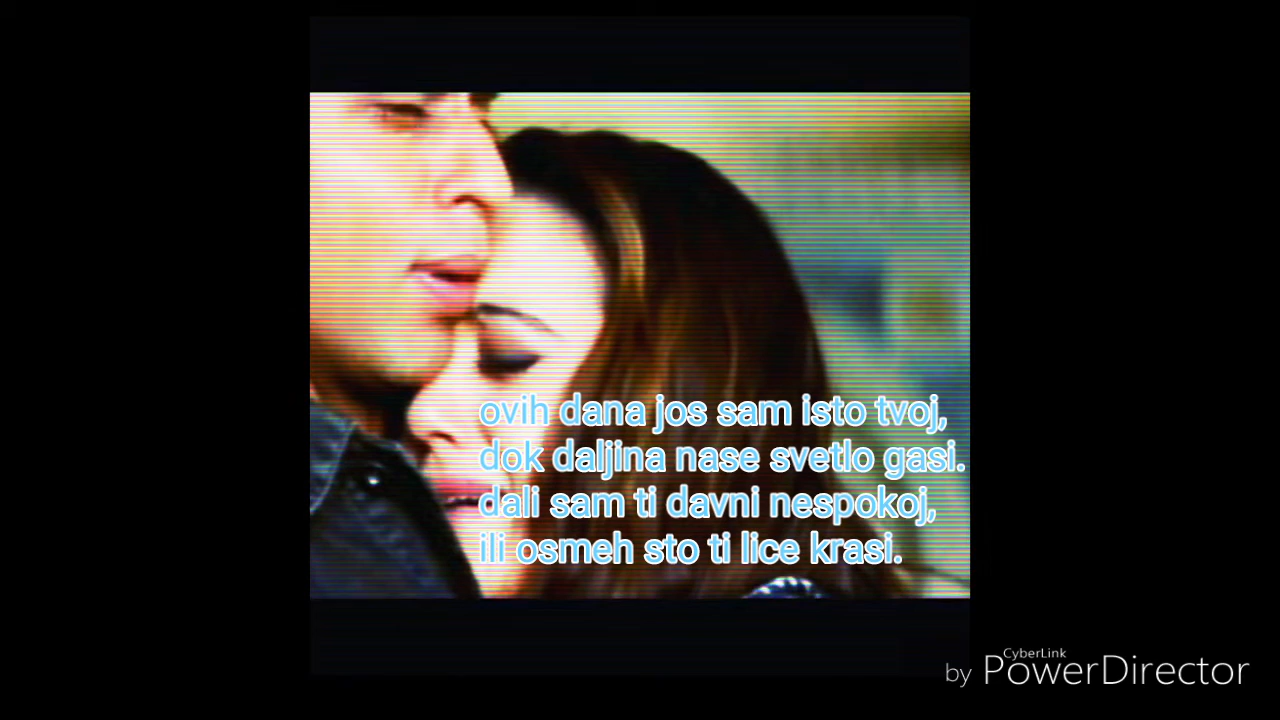 ovih dana jos sam isto tvoj,
dok daljina nase svetlo gasi.
dali sam ti davni nespokoj,
ili osmeh sto ti lice krasi.
CyberLink
by PowerDirector